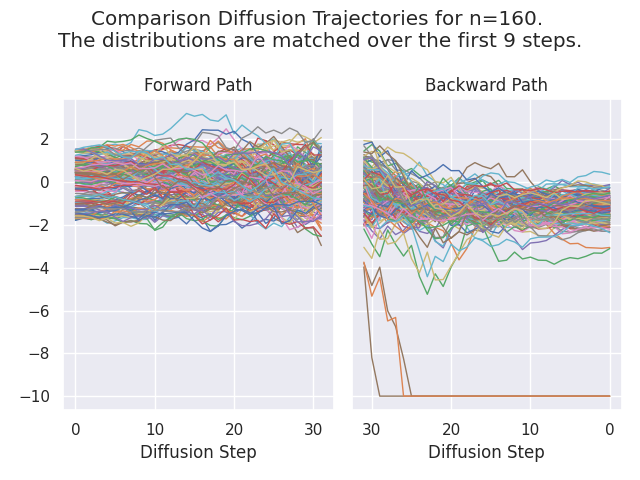 Comparison Diffusion Trajectories for n=160.
The distributions are matched over the first 9 steps.
Forward Path
Backward Path
2
0
−2
−4
−6
−8
−10
0 10 20 30
30 20 10 0
Diffusion Step
Diffusion Step